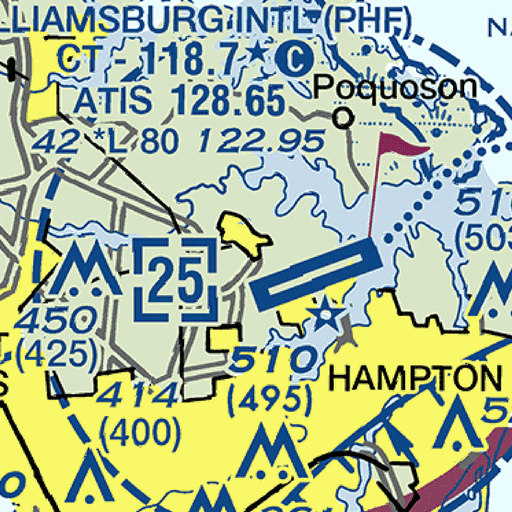 LLIAMSBURG INTL (PHF)
CT - 118.7 ★ C
ATIS 128.65
42 *L 80 122.95
Poquoson
25
450
(425)
510
(495)
HAMPTON
414
(400)